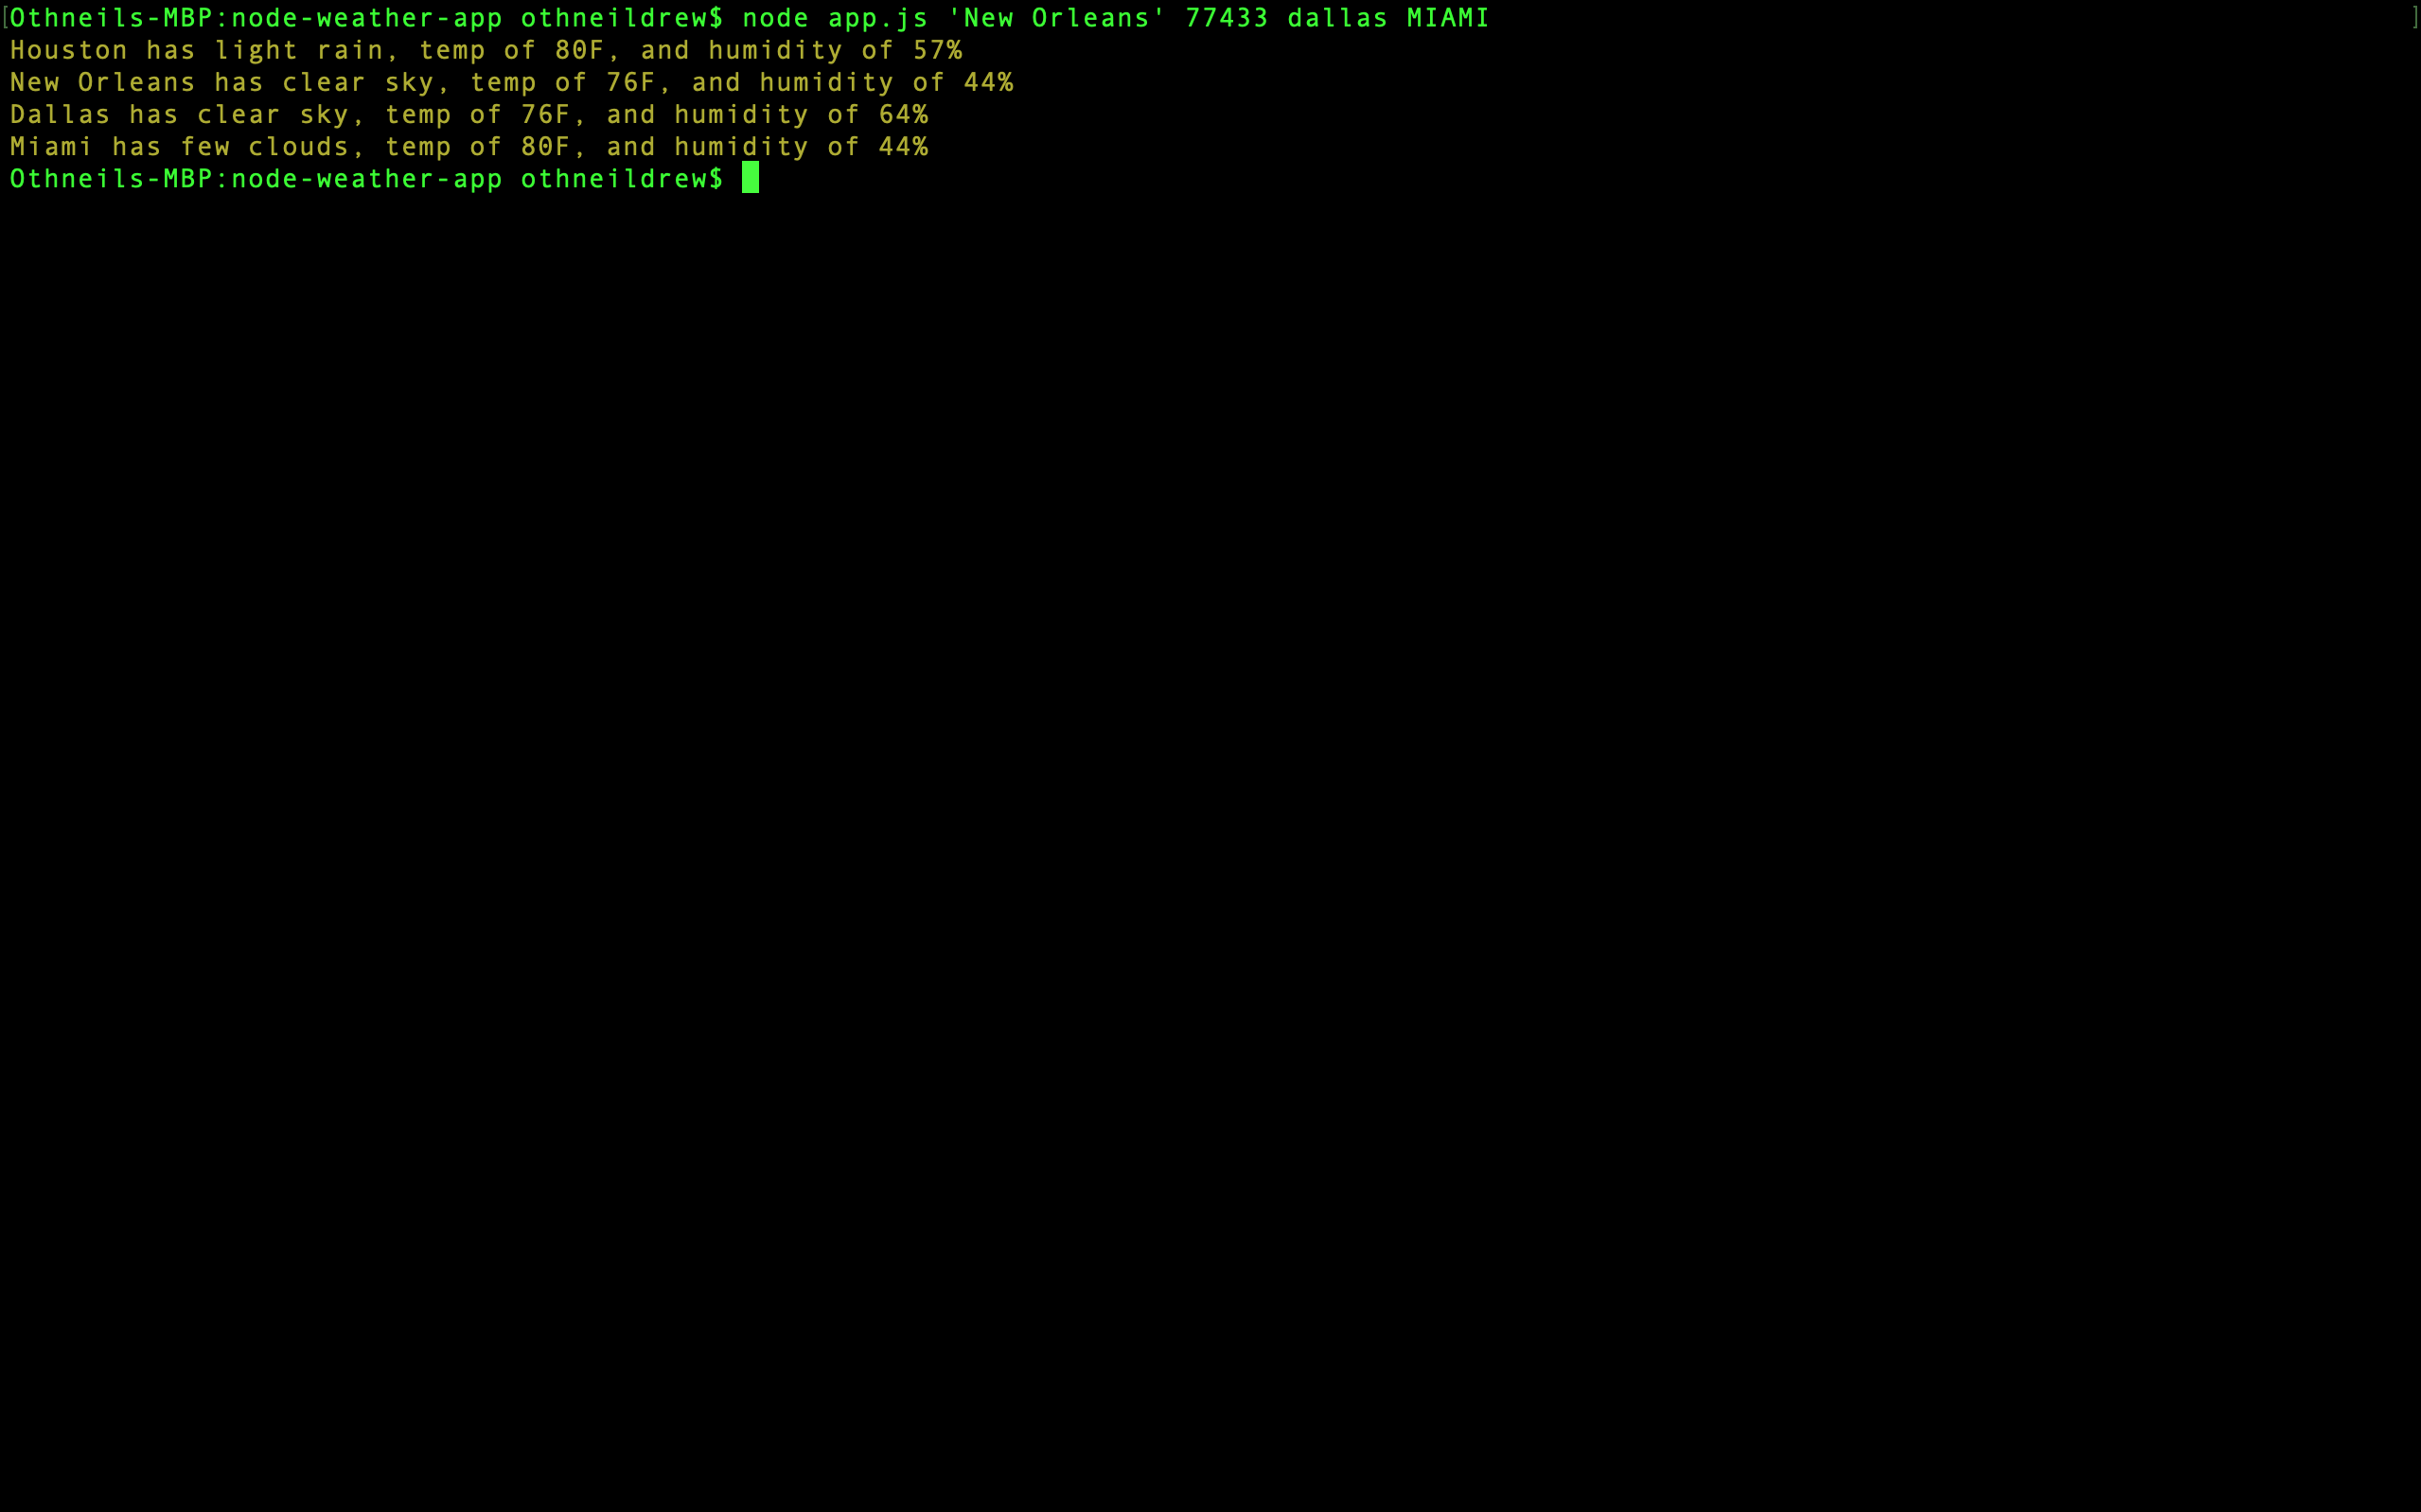 [Othneils-MBP:node-weather-app othneildrew$ node app.js 'New Orleans' 77433 dallas MIAMI ]
Houston has light rain, temp of 80F, and humidity of 57%
New Orleans has clear sky, temp of 76F, and humidity of 44%
Dallas has clear sky, temp of 76F, and humidity of 64%
Miami has few clouds, temp of 80F, and humidity of 44%
Othneils-MBP:node-weather-app othneildrew$